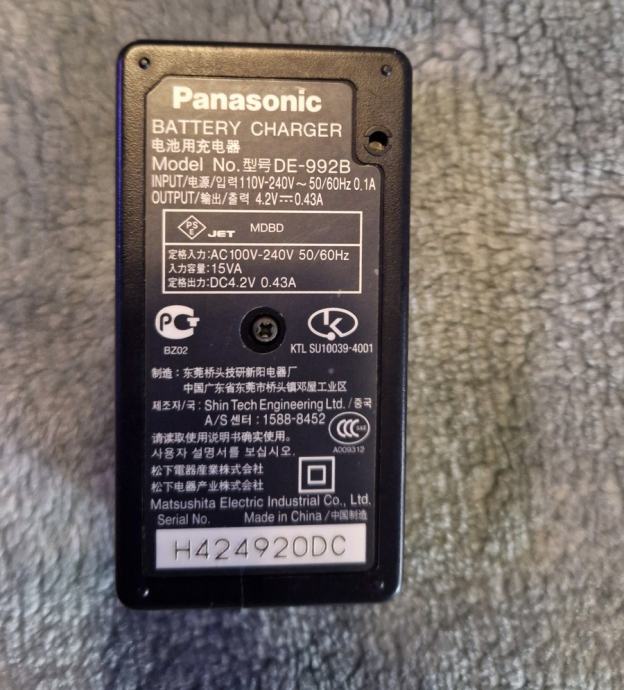 Panasonic
BATTERY CHARGER
电池用充电器
Model No. 型号 DE-992B
INPUT/电源/입력 110V-240V~ 50/60Hz 0.1A
OUTPUT/输出/출력 4.2V⎓0.43A
PS
E JET MDBD
定格入力:AC100V-240V 50/60Hz
入力容量:15VA
定格出力:DC4.2V 0.43A
BZ02
KTL SU10039-4001
制造：东莞桥头技研新阳电器厂
中国广东省东莞市桥头镇邓屋工业区
제조자/국 : Shin Tech Engineering Ltd. /중국
A/S 센터 : 1588-8452
请读取使用说明书确实使用。
사용자 설명서를 보십시오.
CCC S&E
A009312
松下電器産業株式会社
松下电器产业株式会社
Matsushita Electric Industrial Co., Ltd.
Serial No. Made in China /中国制造
H424920DC